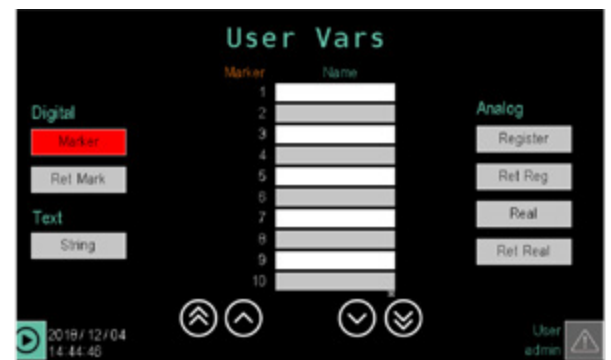 User Vars
Marker Name
1
2
3
4
5
6
7
8
9
10
Digital
Marker
Ret Mark
Text
String
Analog
Register
Ret Reg
Real
Ret Real
2018/12/04
14:44:46
User
admin